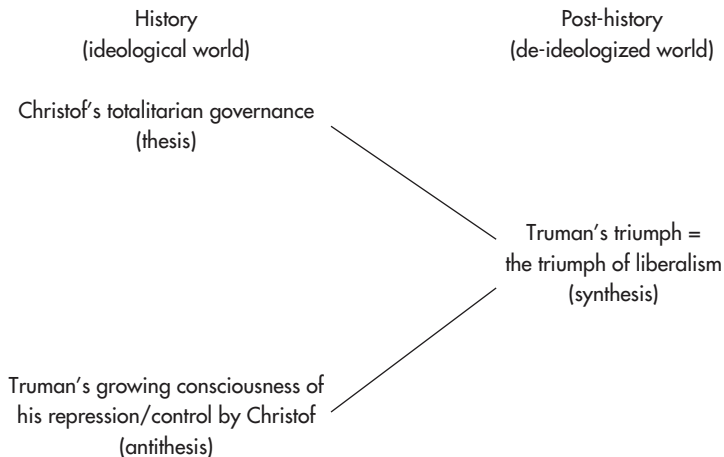 History
(ideological world)
Post-history
(de-ideologized world)
Christof’s totalitarian governance
(thesis)
Truman’s triumph =
the triumph of liberalism
(synthesis)
Truman’s growing consciousness of
his repression/control by Christof
(antithesis)